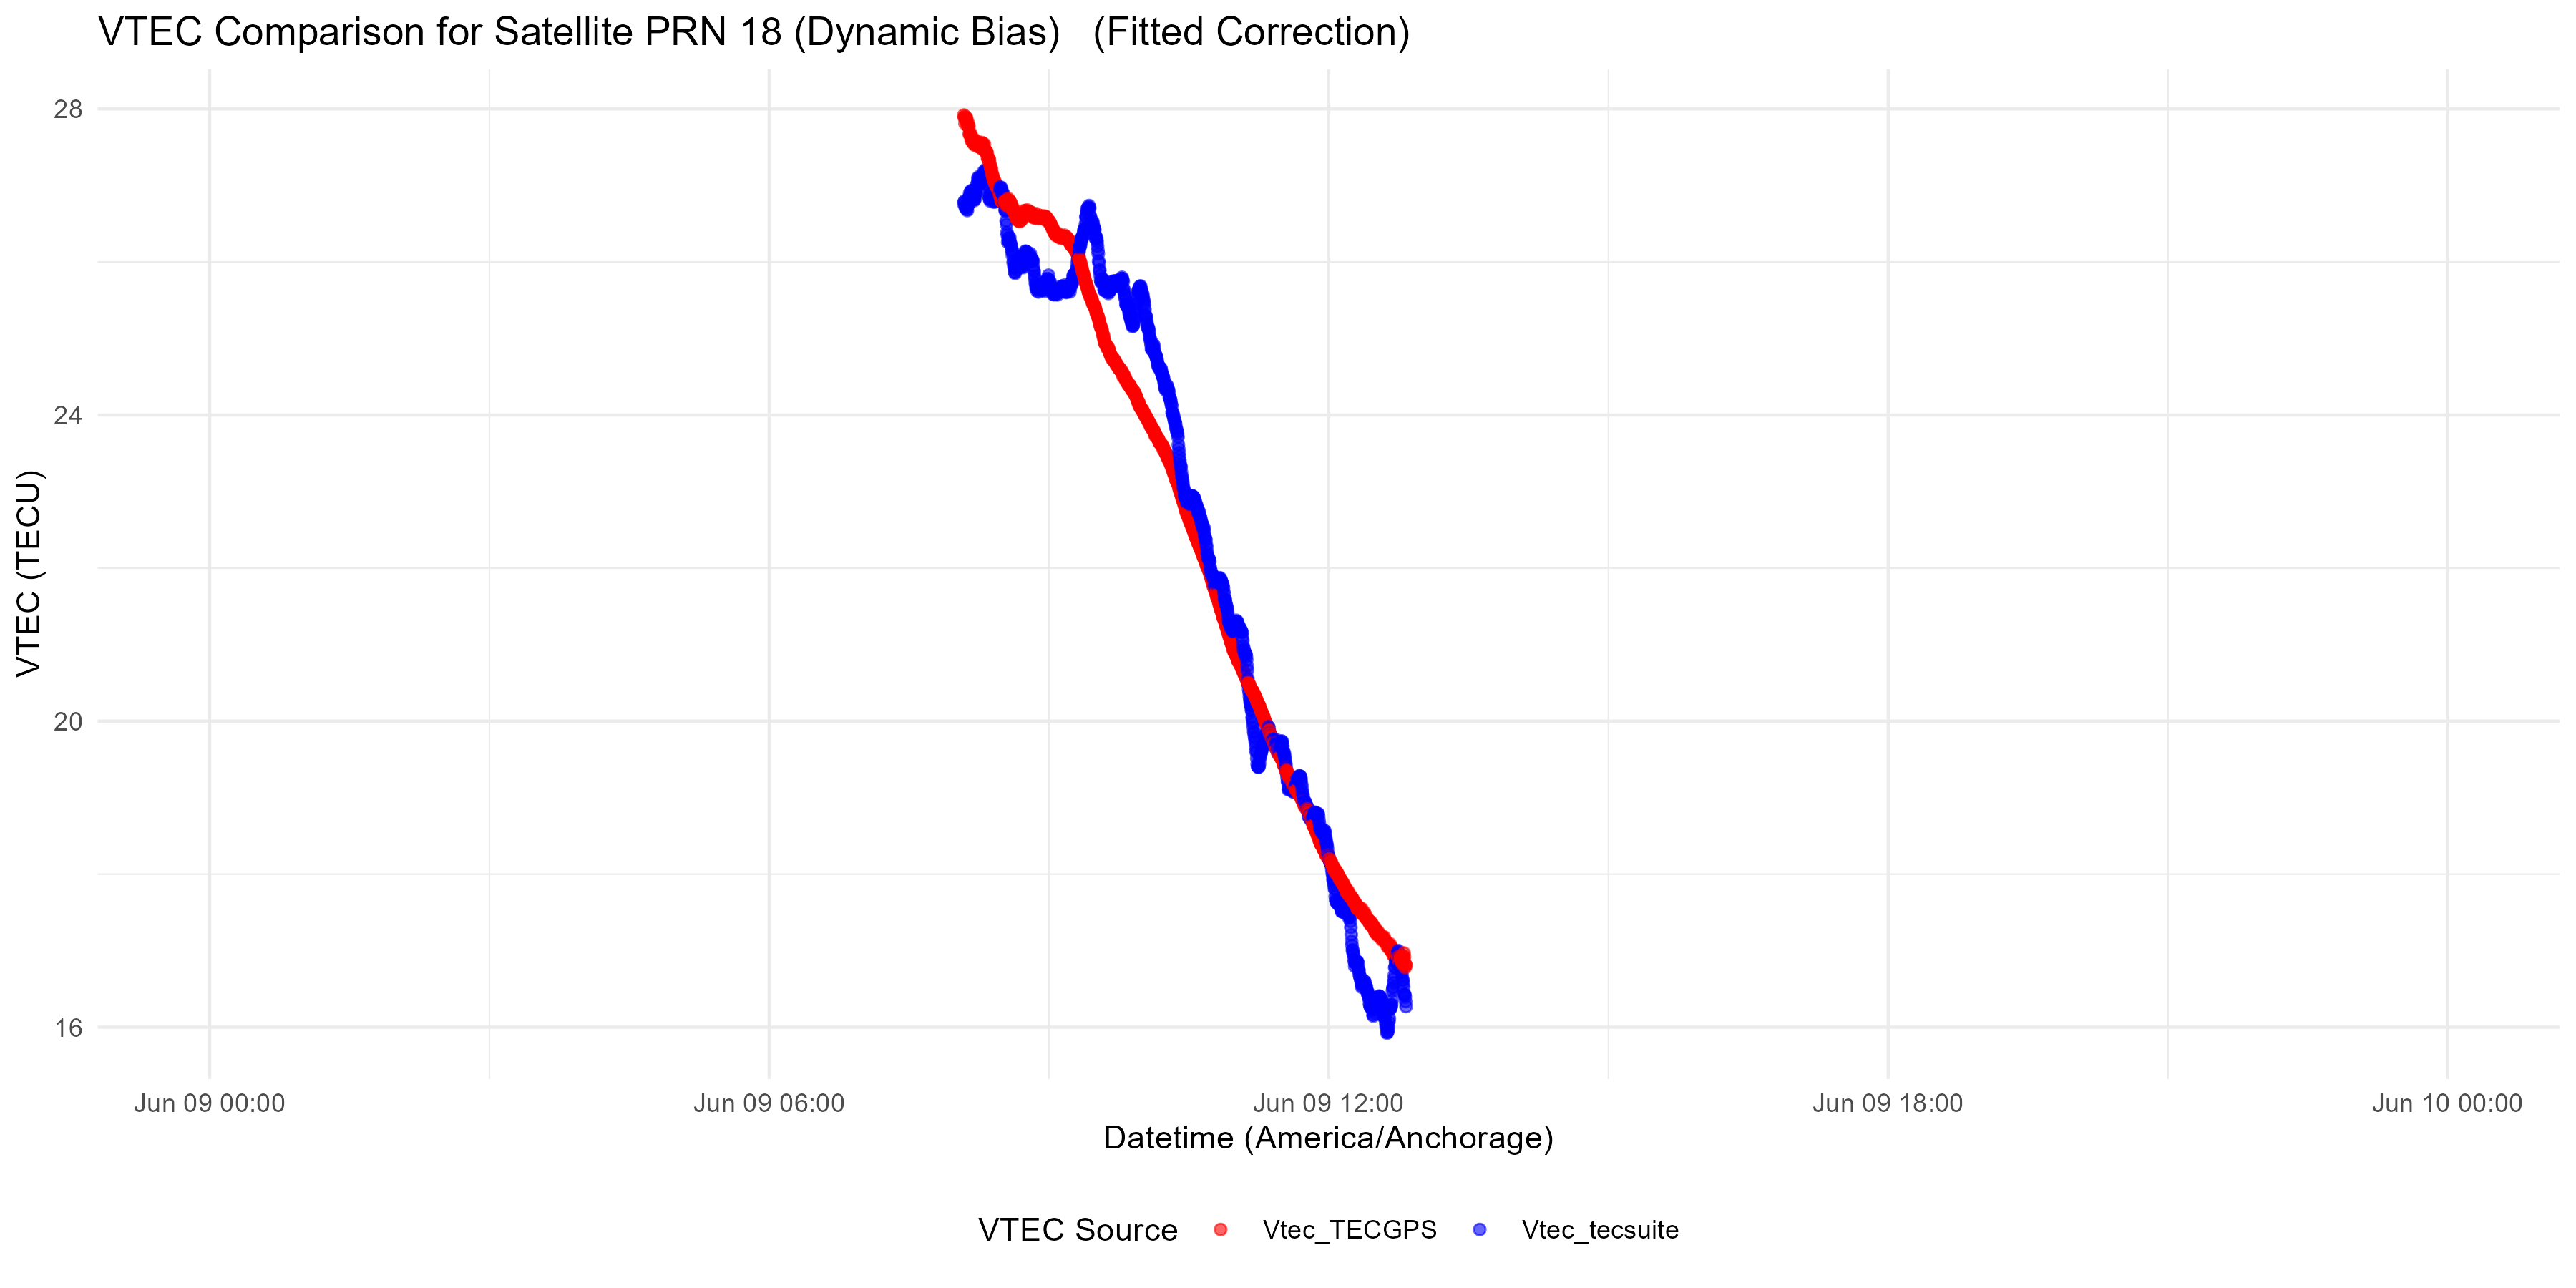 VTEC Comparison for Satellite PRN 18 (Dynamic Bias)   (Fitted Correction)
28
24
20
16
VTEC (TECU)
Jun 09 00:00
Jun 09 06:00
Jun 09 12:00
Jun 09 18:00
Jun 10 00:00
Datetime (America/Anchorage)
VTEC Source
Vtec_TECGPS
Vtec_tecsuite